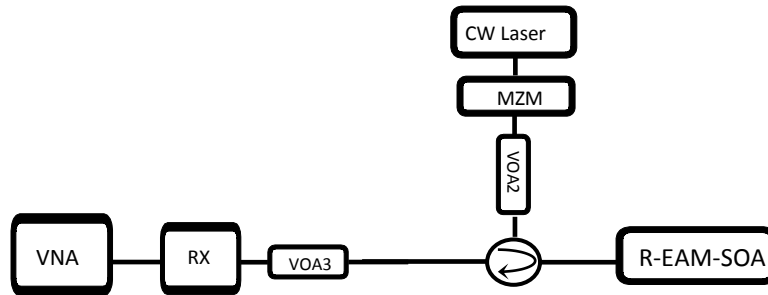 CW Laser
MZM
VOA2
VNA
RX
VOA3
R-EAM-SOA